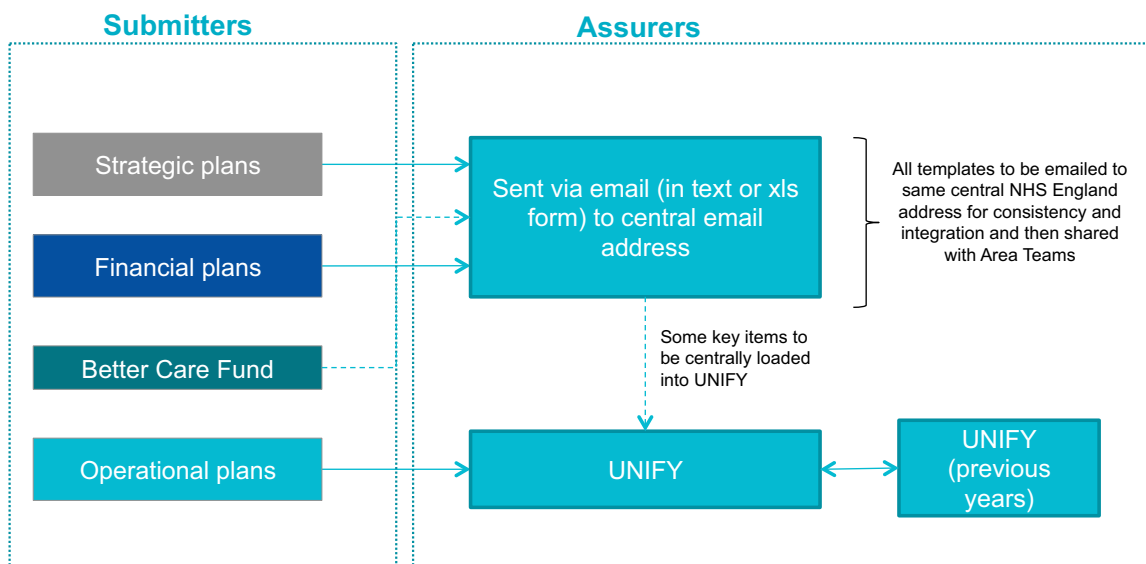 Submitters
Assurers
Strategic plans
Financial plans
Better Care Fund
Operational plans
Sent via email (in text or xls
form) to central email
address
All templates to be emailed to
same central NHS England
address for consistency and
integration and then shared
with Area Teams
Some key items to
be centrally loaded
into UNIFY
UNIFY
UNIFY
(previous
years)